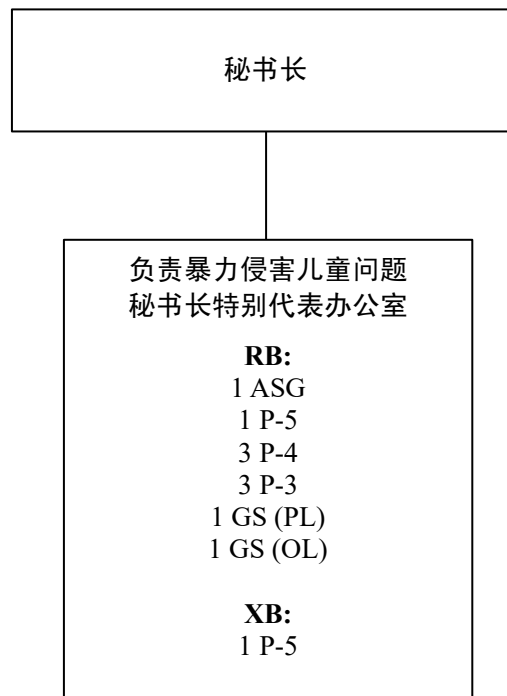 秘书长
负责暴力侵害儿童问题
秘书长特别代表办公室
RB:
1 ASG
1 P-5
3 P-4
3 P-3
1 GS (PL)
1 GS (OL)
XB:
1 P-5